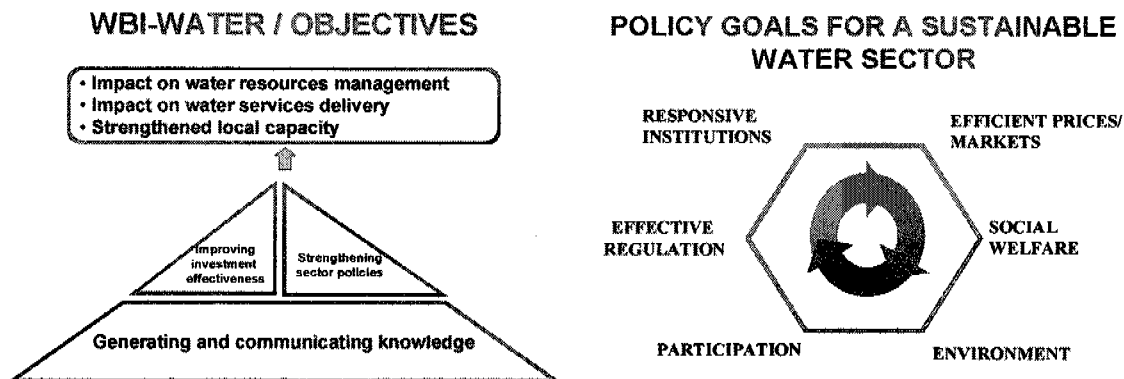 WBI-WATER / OBJECTIVES
• Impact on water resources management
• Impact on water services delivery
• Strengthened local capacity
Improving
investment
effectiveness
Strengthening
sector policies
Generating and communicating knowledge
POLICY GOALS FOR A SUSTAINABLE
WATER SECTOR
RESPONSIVE
INSTITUTIONS
EFFICIENT PRICES/
MARKETS
EFFECTIVE
REGULATION
SOCIAL
WELFARE
PARTICIPATION
ENVIRONMENT